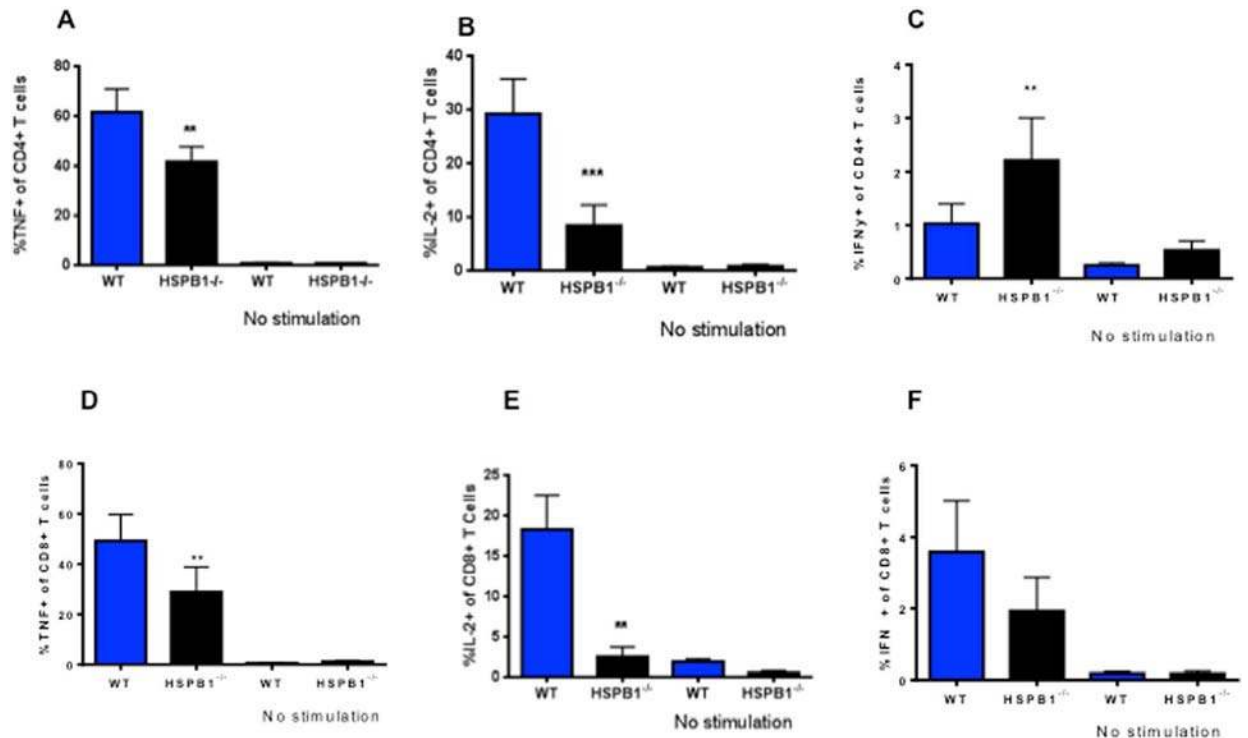 A
%TNF+ of CD4+ T cells
80
60
40
20
0
**
WT HSPB1-/- WT HSPB1-/-
No stimulation
B
%IL-2+ of CD4+ T cells
40
30
20
10
0
***
WT HSPB1-/- WT HSPB1-/-
No stimulation
C
%IFNy+ of CD4+ T cells
4
3
2
1
0
**
WT HSPB1-/- WT HSPB1-/-
No stimulation
D
%TNF+ of CD8+ T cells
80
60
40
20
0
**
WT HSPB1-/- WT HSPB1-/-
No stimulation
E
%IL-2+ of CD8+ T Cells
25
20
15
10
5
0
**
WT HSPB1-/- WT HSPB1-/-
No stimulation
F
%IFN + of CD8+ T cells
6
4
2
0
WT HSPB1-/- WT HSPB1-/-
No stimulation